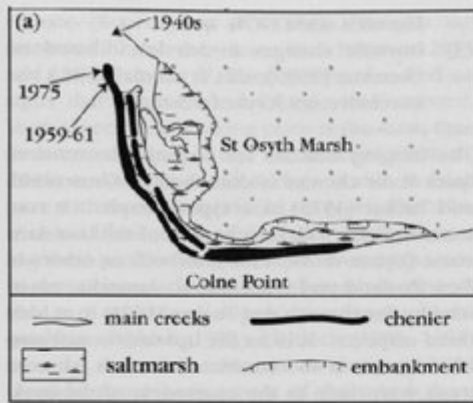 (a)
1940s
1975
1959-61
St Osyth Marsh
Colne Point
main creeks
chenier
saltmarsh
embankment